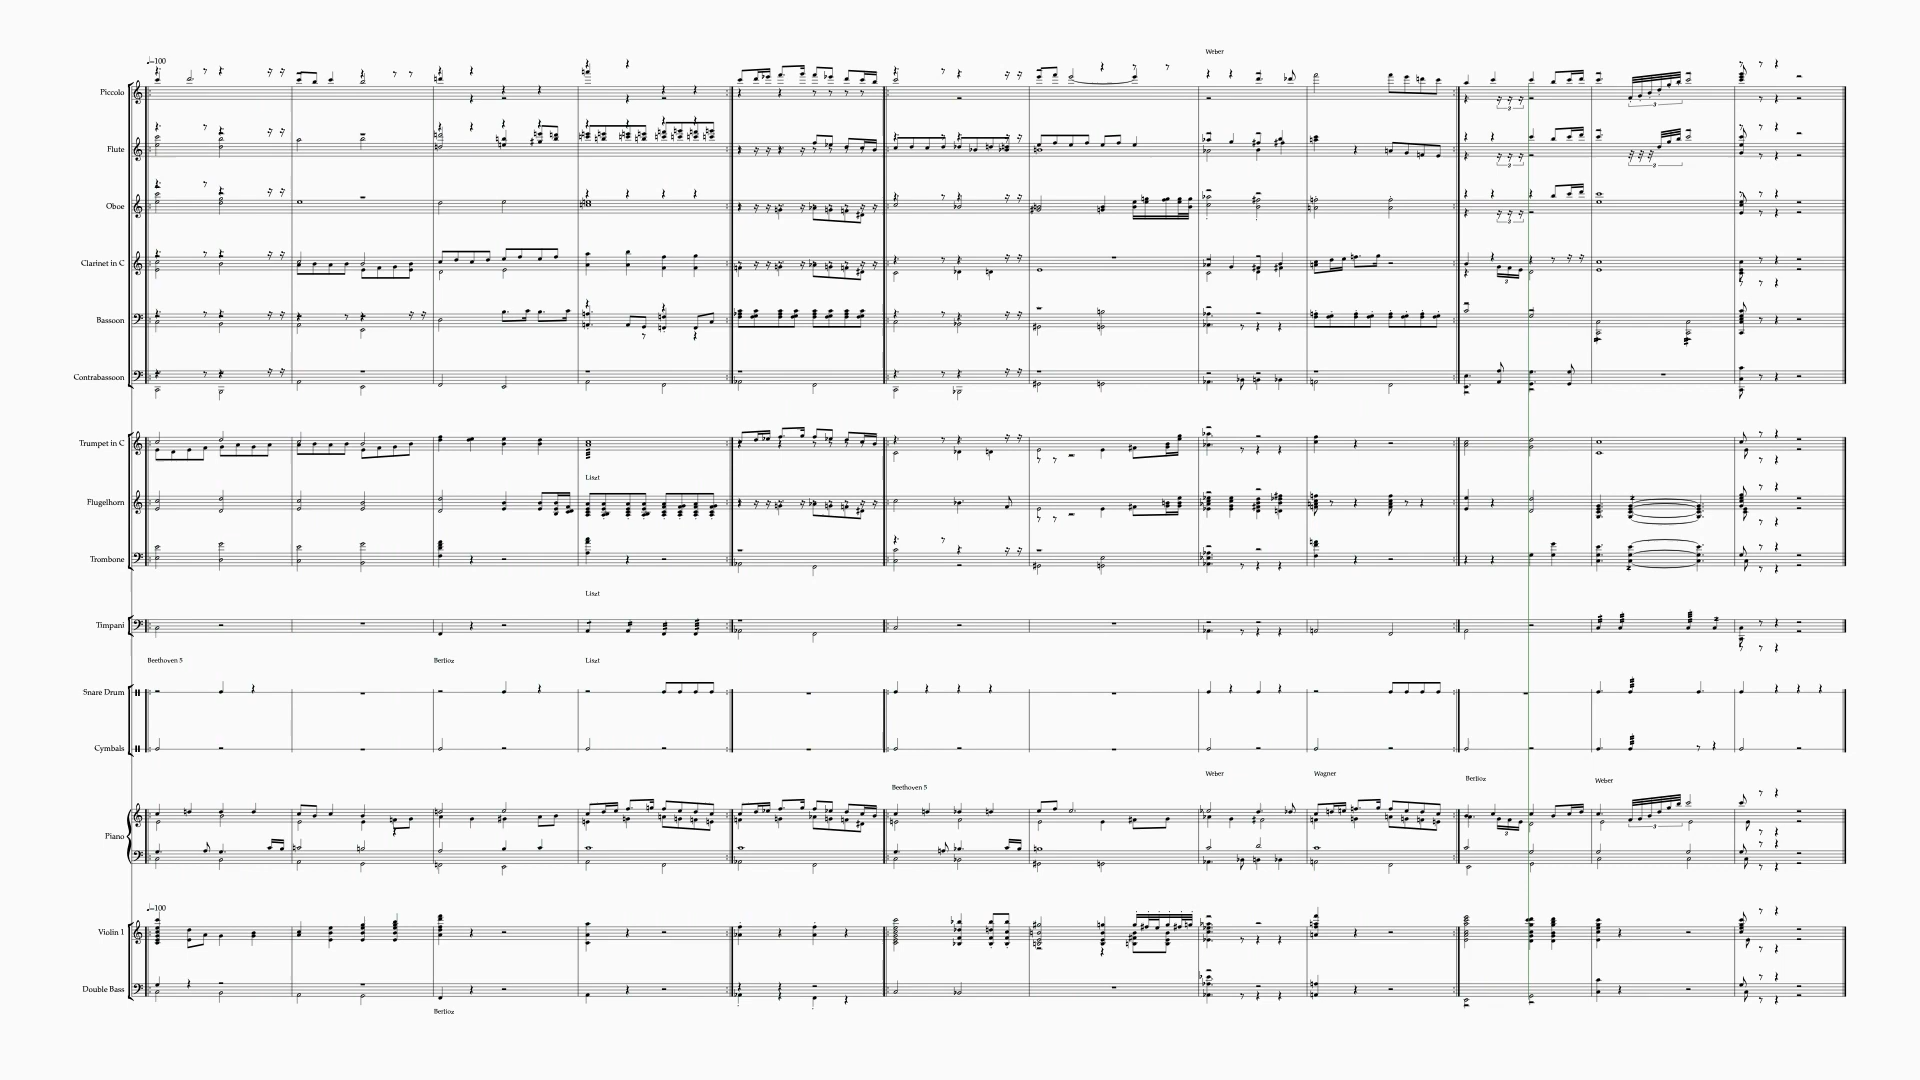 Weber
♩=100
Piccolo
Flute
Oboe
Clarinet in C
Bassoon
Contrabassoon
Trumpet in C
Liszt
Flugelhorn
Trombone
Liszt
Timpani
Beethoven 5 Berlioz Liszt
Snare Drum
Cymbals
Weber Wagner Berlioz Weber
Beethoven 5
Piano
♩=100
Violin 1
Double Bass
Berlioz